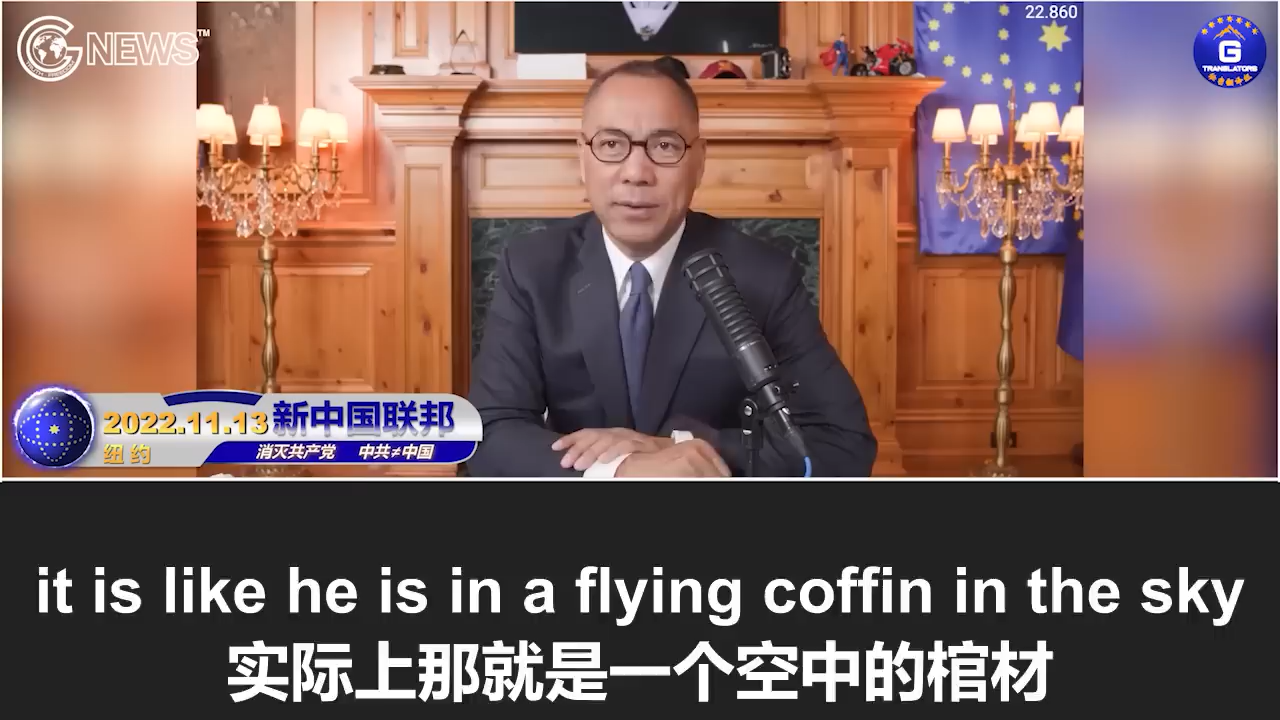 G NEWS™
22.860
G
TRANSLATORS
2022.11.13 新中国联邦
纽约
消灭共产党 中共≠中国
it is like he is in a flying coffin in the sky
实际上那就是一个空中的棺材